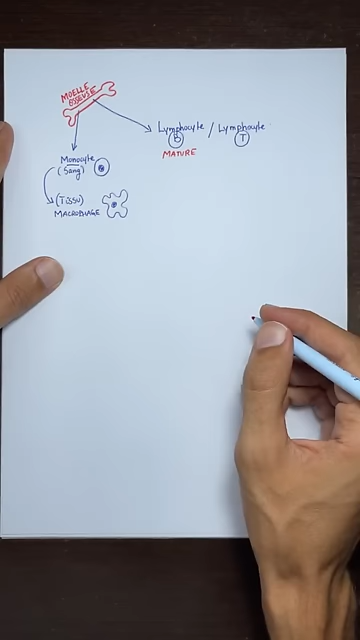 MOELLE
OSSEUSE
Lymphocyte / Lymphocyte
B T
MATURE
Monocyte
(Sang)
(Tissu)
MACROPHAGE